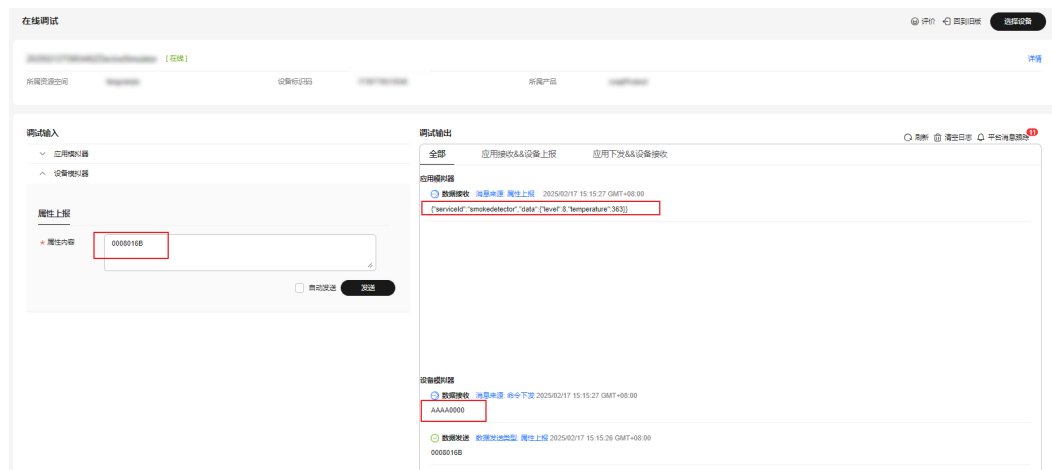 在线调试 评价 回到旧版 选择设备
[在线] 详情
所属资源空间 设备标识码 所属产品
调试输入
应用模拟器
设备模拟器
属性上报
* 属性内容 0008016B
自动发送 发送
调试输出 刷新 清空日志 平台消息跟踪 11
全部 应用接收&&设备上报 应用下发&&设备接收
应用模拟器
数据接收 消息来源: 属性上报 2025/02/17 15:15:27 GMT+08:00
{"serviceId":"smokedetector","data":{"level":8,"temperature":363}}
设备模拟器
数据接收 消息来源: 命令下发 2025/02/17 15:15:27 GMT+08:00
AAAA0000
数据发送 数据发送类型: 属性上报 2025/02/17 15:15:26 GMT+08:00
0008016B